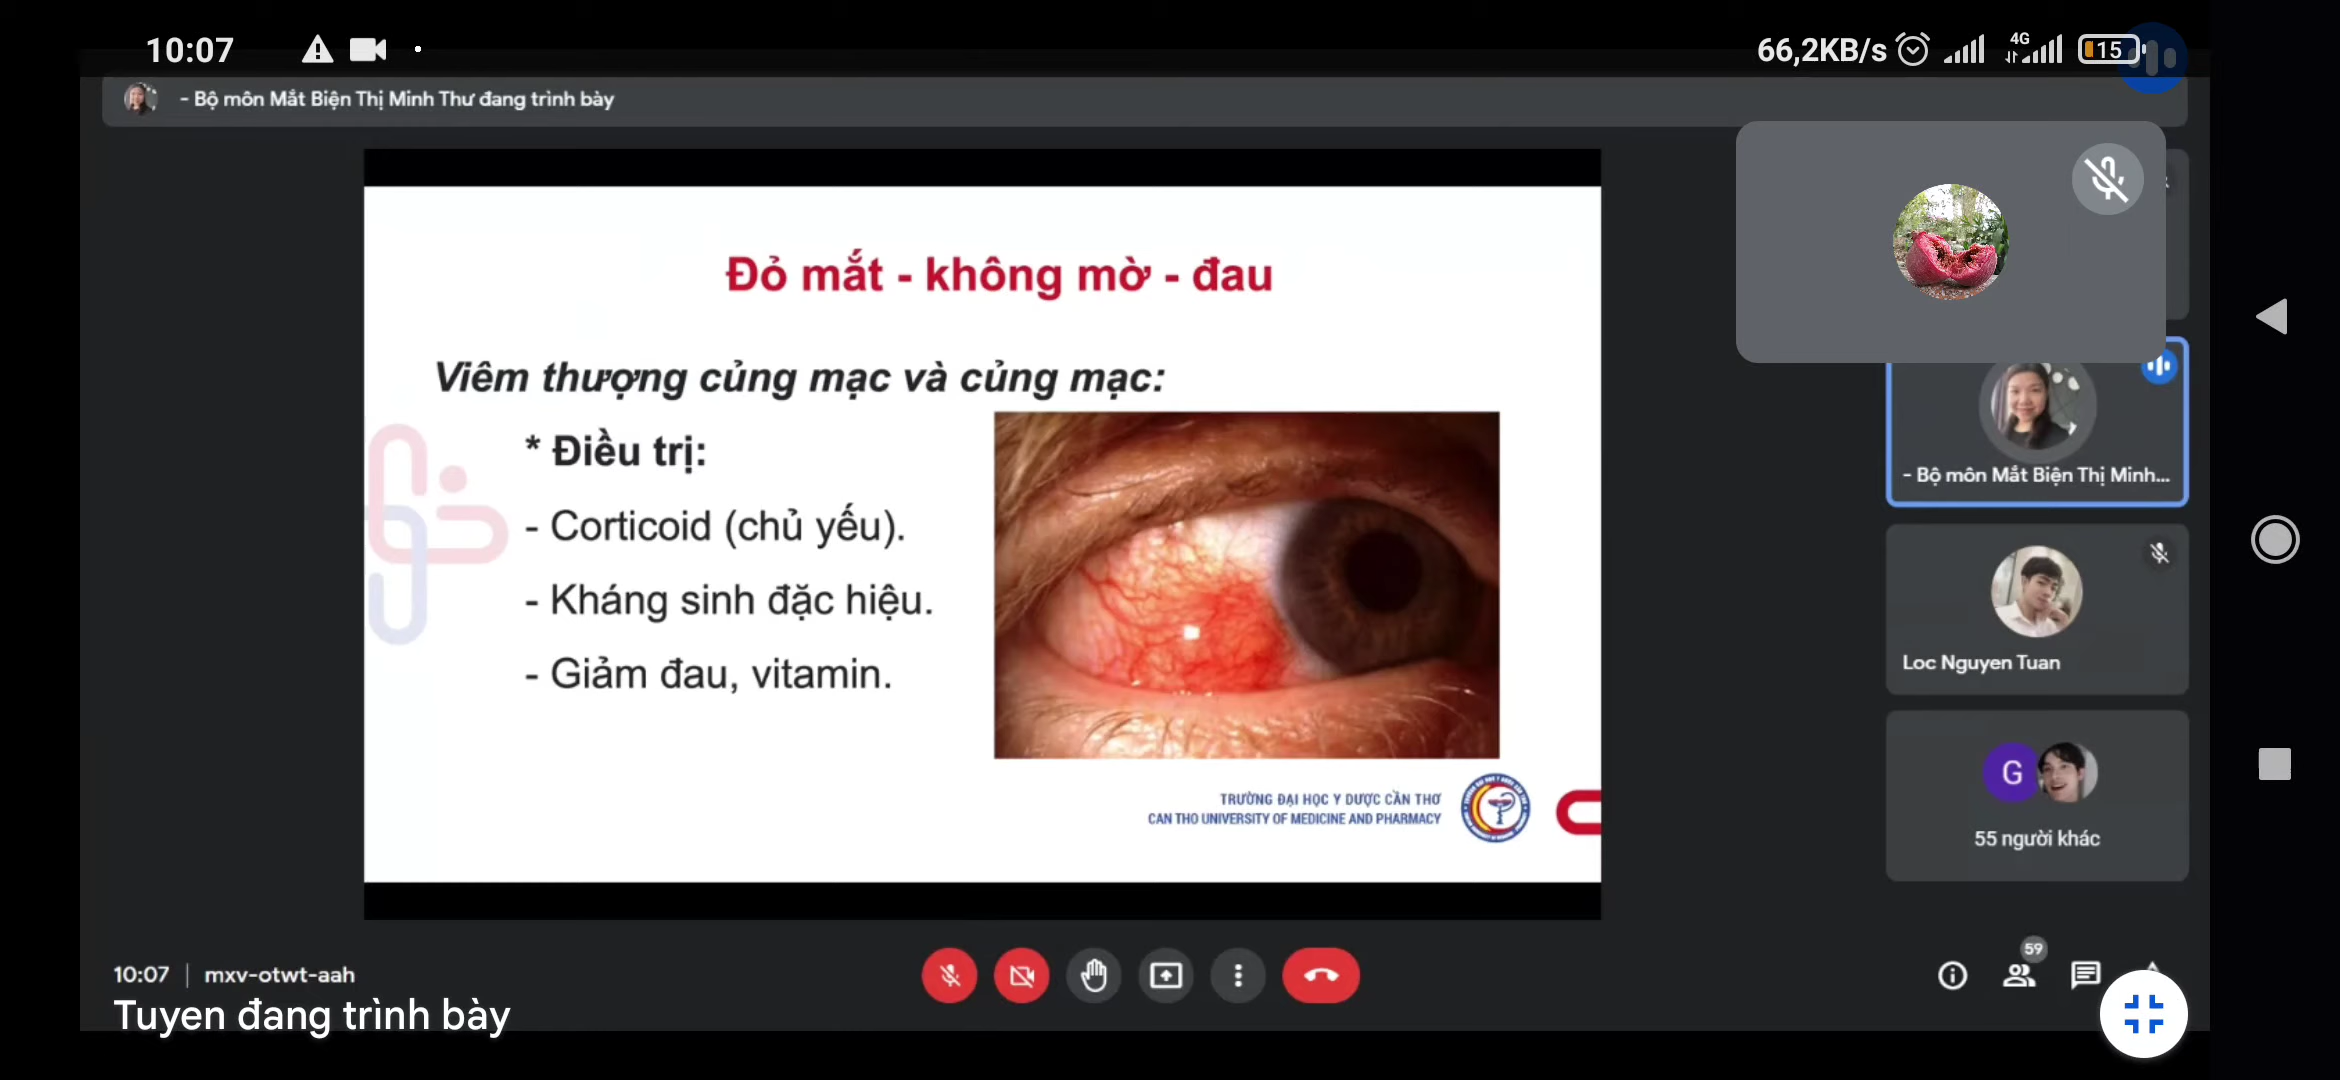 10:07
66,2KB/s
4G
15
- Bộ môn Mắt Biện Thị Minh Thư đang trình bày
Đỏ mắt - không mờ - đau
Viêm thượng củng mạc và củng mạc:
* Điều trị:
- Corticoid (chủ yếu).
- Kháng sinh đặc hiệu.
- Giảm đau, vitamin.
TRƯỜNG ĐẠI HỌC Y DƯỢC CẦN THƠ
CAN THO UNIVERSITY OF MEDICINE AND PHARMACY
- Bộ môn Mắt Biện Thị Minh...
Loc Nguyen Tuan
G
55 người khác
59
10:07 | mxv-otwt-aah
Tuyen đang trình bày